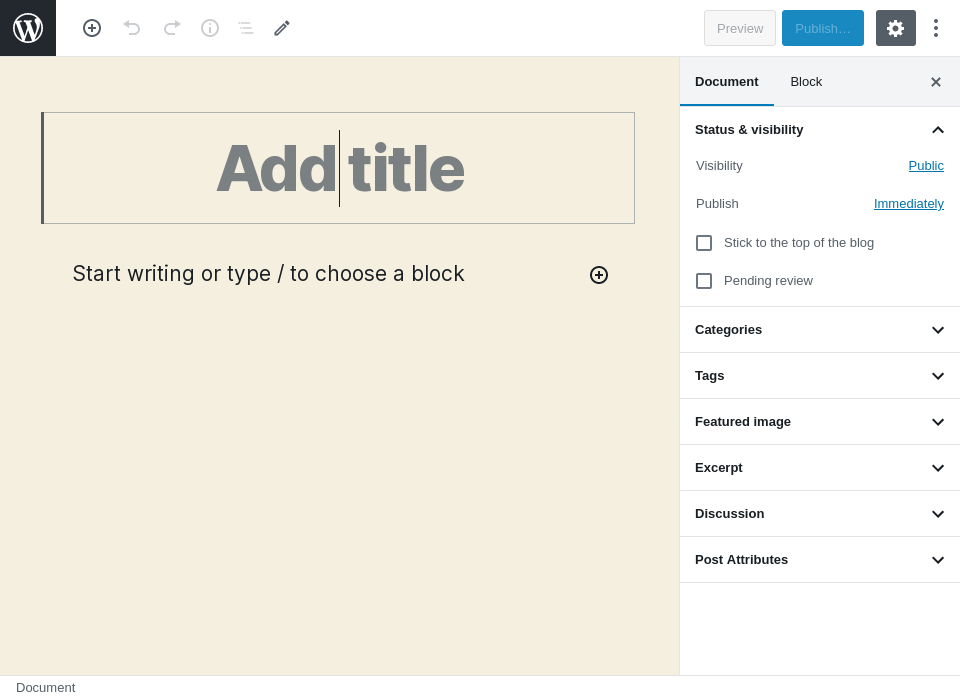 Preview
Publish…
Add title
Start writing or type / to choose a block
Document
Block
Status & visibility
Visibility
Public
Publish
Immediately
Stick to the top of the blog
Pending review
Categories
Tags
Featured image
Excerpt
Discussion
Post Attributes
Document